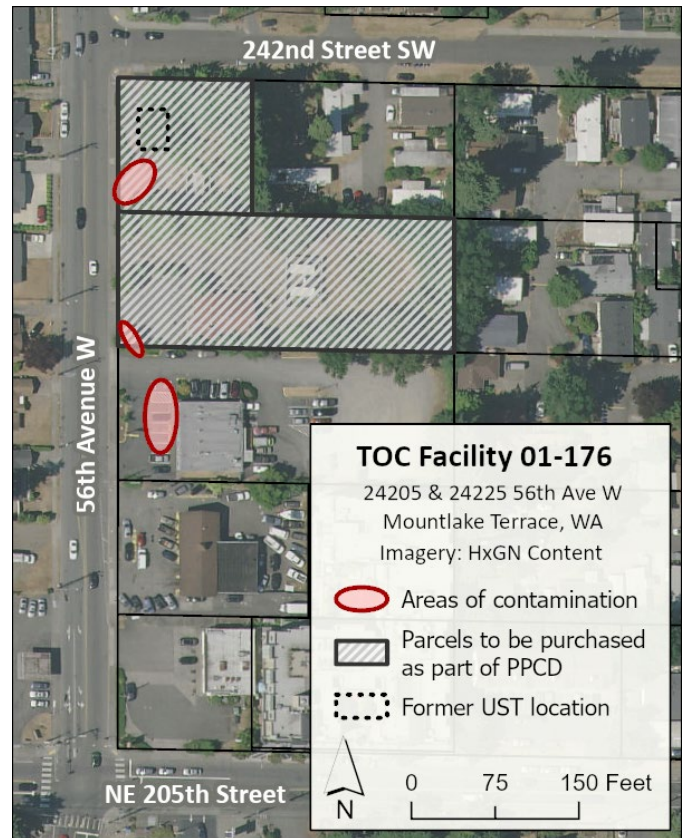 242nd Street SW
56th Avenue W
TOC Facility 01-176
24205 & 24225 56th Ave W
Mountlake Terrace, WA
Imagery: HxGN Content
Areas of contamination
Parcels to be purchased
as part of PPCD
Former UST location
N
0 75 150 Feet
NE 205th Street